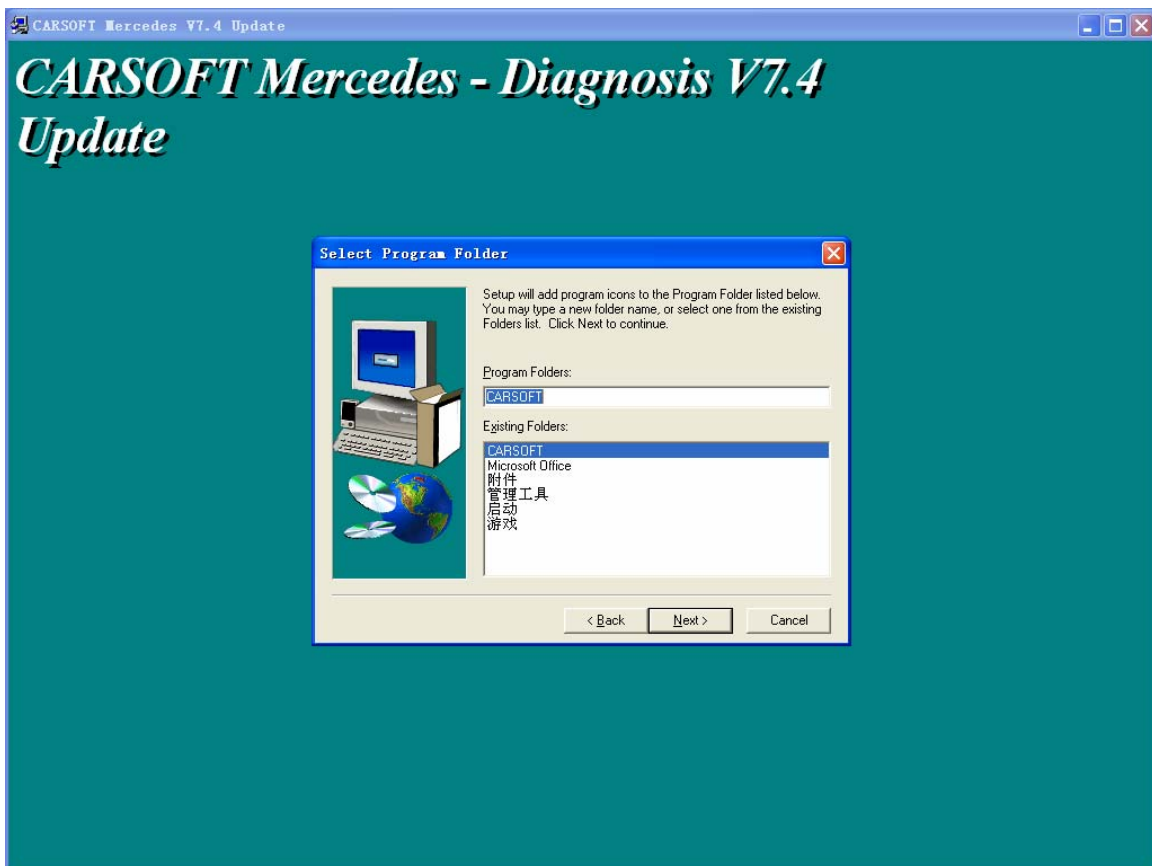 CARSOFT Mercedes V7.4 Update
CARSOFT Mercedes - Diagnosis V7.4
Update
Select Program Folder
Setup will add program icons to the Program Folder listed below.
You may type a new folder name, or select one from the existing
Folders list. Click Next to continue.
Program Folders:
CARSOFT
Existing Folders:
CARSOFT
Microsoft Office
附件
管理工具
启动
游戏
< Back
Next >
Cancel